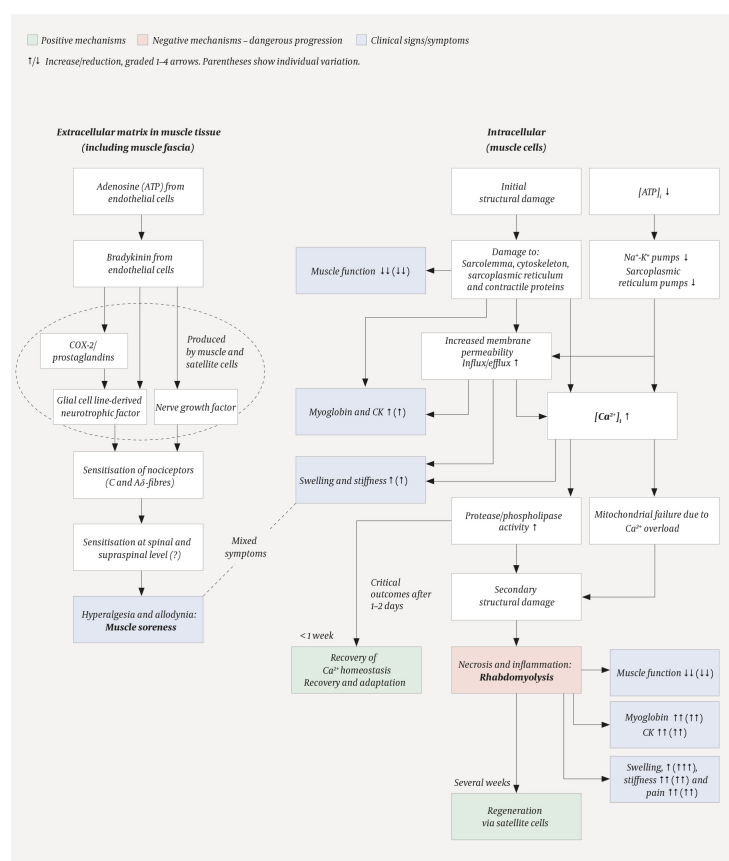 Positive mechanisms
Negative mechanisms – dangerous progression
Clinical signs/symptoms
↑/↓ Increase/reduction, graded 1–4 arrows. Parentheses show individual variation.
Extracellular matrix in muscle tissue
(including muscle fascia)
Adenosine (ATP) from
endothelial cells
Bradykinin from
endothelial cells
COX-2/
prostaglandins
Produced
by muscle and
satellite cells
Glial cell line-derived
neurotrophic factor
Nerve growth factor
Sensitisation of nociceptors
(C and Aδ-fibres)
Sensitisation at spinal and
supraspinal level (?)
Hyperalgesia and allodynia:
Muscle soreness
Mixed
symptoms
Intracellular
(muscle cells)
Initial
structural damage
[ATP]i ↓
Damage to:
Sarcolemma, cytoskeleton,
sarcoplasmic reticulum
and contractile proteins
Na⁺-K⁺ pumps ↓
Sarcoplasmic
reticulum pumps ↓
Muscle function ↓↓(↓↓)
Increased membrane
permeability
Influx/efflux ↑
Myoglobin and CK ↑(↑)
[Ca²⁺]i ↑
Swelling and stiffness ↑(↑)
Protease/phospholipase
activity ↑
Mitochondrial failure due to
Ca²⁺ overload
Critical
outcomes after
1–2 days
Secondary
structural damage
< 1 week
Recovery of
Ca²⁺ homeostasis
Recovery and adaptation
Necrosis and inflammation:
Rhabdomyolysis
Muscle function ↓↓(↓↓)
Myoglobin ↑↑(↑↑)
CK ↑↑(↑↑)
Swelling, ↑(↑↑↑),
stiffness ↑↑(↑↑) and
pain ↑↑(↑↑)
Several weeks
Regeneration
via satellite cells